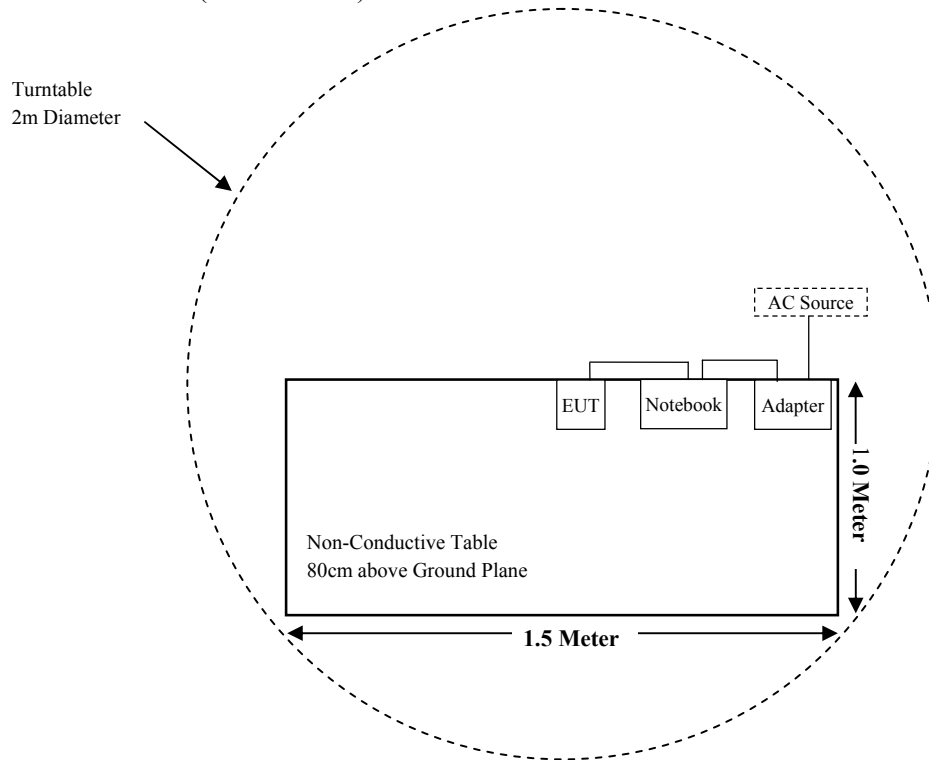 Turntable
2m Diameter
AC Source
EUT
Notebook
Adapter
1.0 Meter
Non-Conductive Table
80cm above Ground Plane
1.5 Meter